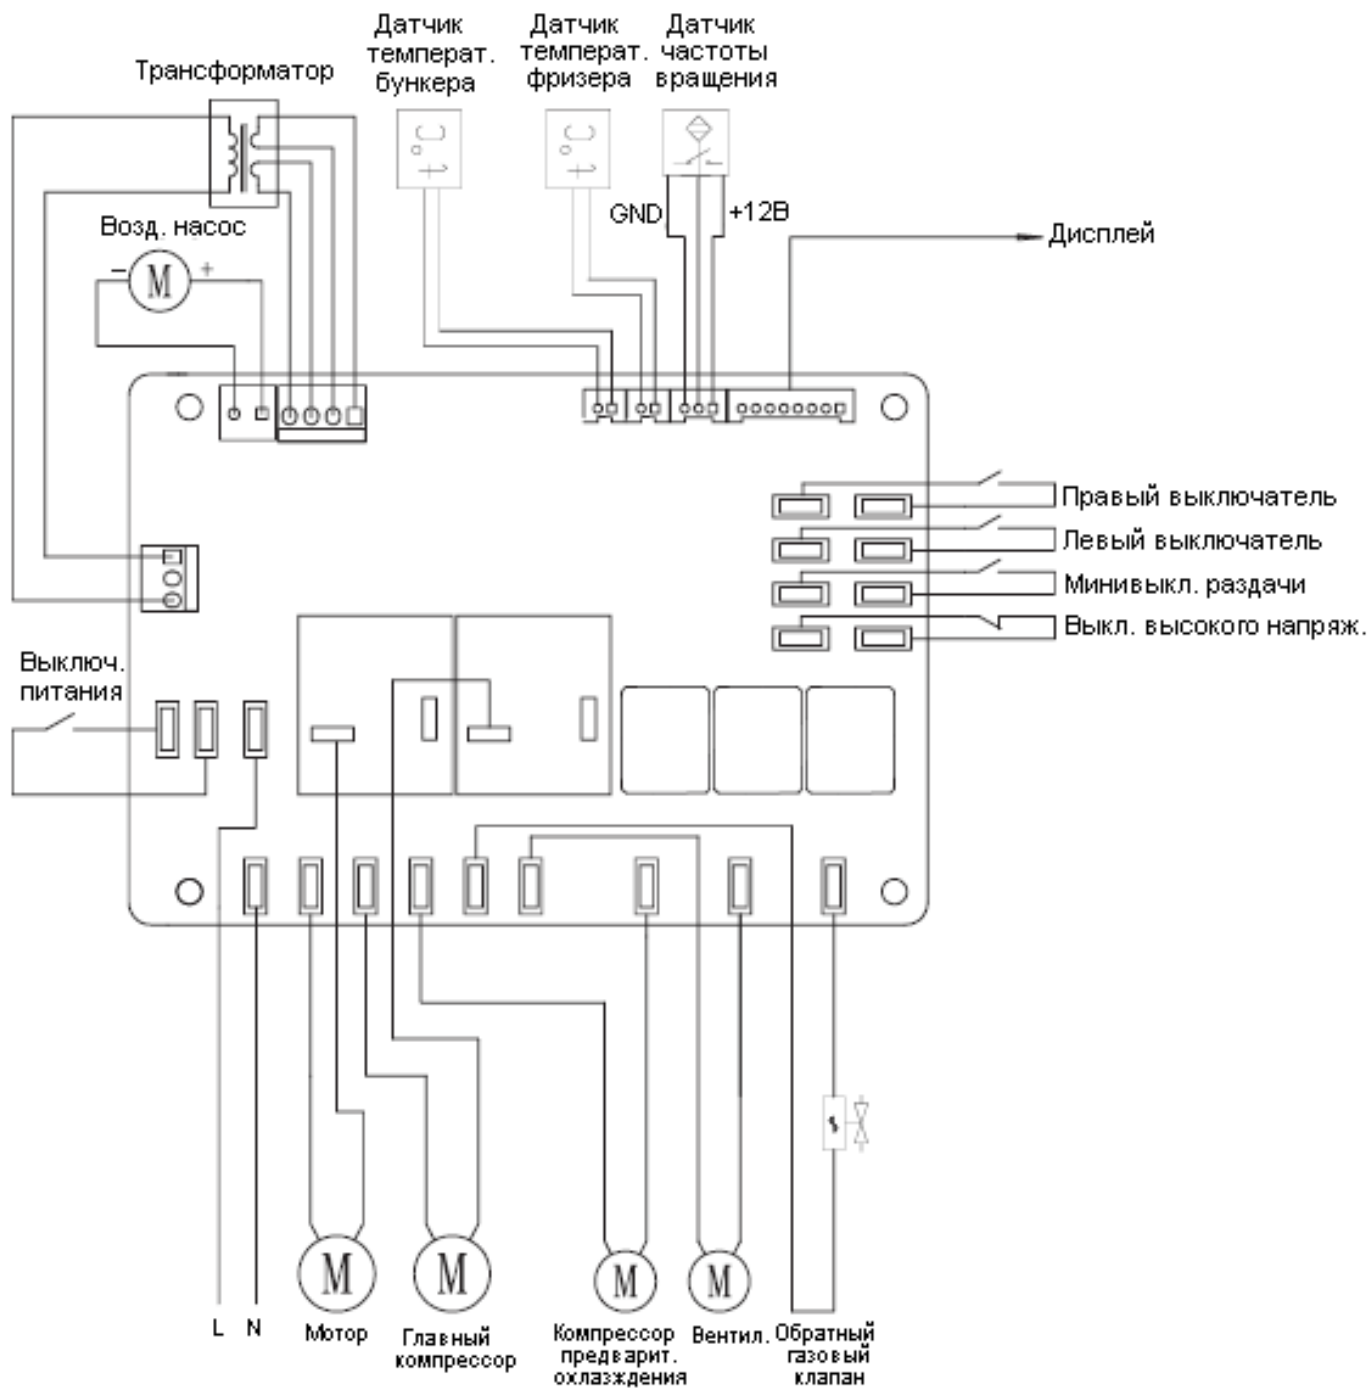 Трансформатор
Датчик
температ.
бункера
Датчик
температ.
фризера
Датчик
частоты
вращения
t°C
t°C
GND
+12В
Дисплей
Возд. насос
−
M
+
Правый выключатель
Левый выключатель
Минивыкл. раздачи
Выкл. высокого напряж.
Выключ.
питания
M
M
M
M
L
N
Мотор
Главный
компрессор
Компрессор
предварит.
охлазждения
Вентил.
Обратный
газовый
клапан